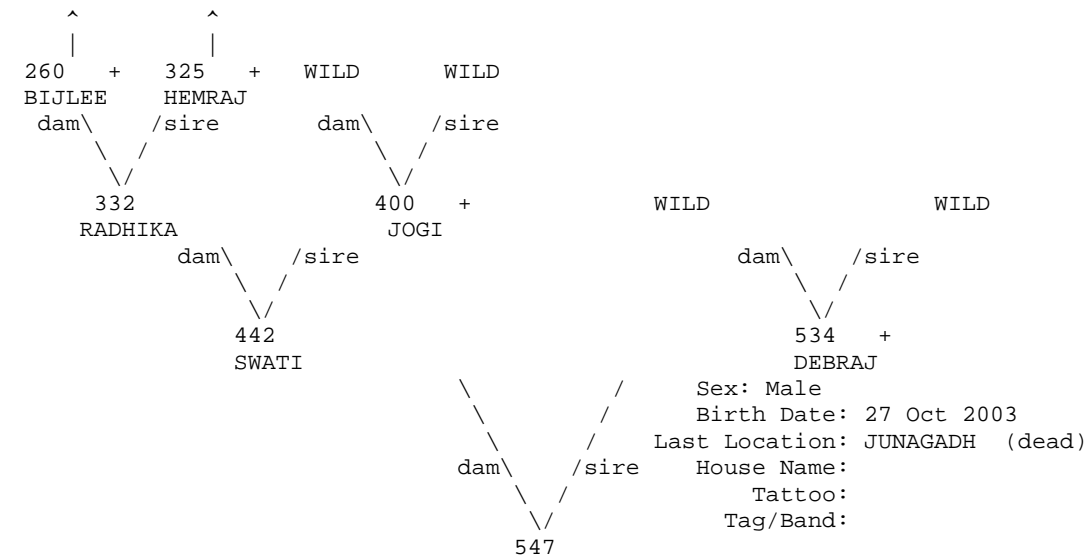 ^ ^
| |
260 + 325 + WILD WILD
BIJLEE HEMRAJ
dam\ /sire dam\ /sire
\ / \ /
\/ \/
332 400 + WILD WILD
RADHIKA JOGI
dam\ /sire dam\ /sire
\ / \ /
\/ \/
442 534 +
SWATI DEBRAJ
\ / Sex: Male
\ / Birth Date: 27 Oct 2003
\ / Last Location: JUNAGADH (dead)
dam\ /sire House Name:
\ / Tattoo:
\/ Tag/Band:
547